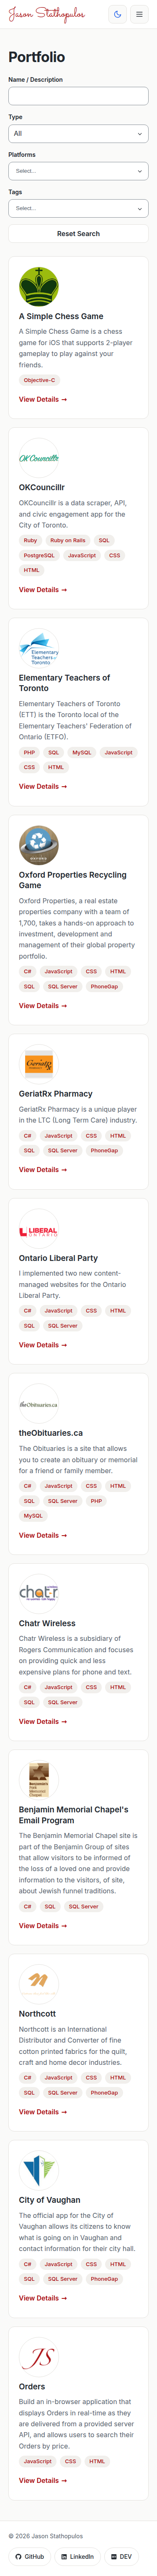 Jason Stathopulos
Portfolio
Name / Description
Type
All
Platforms
Select...
Tags
Select...
Reset Search
A Simple Chess Game
A Simple Chess Game is a chess
game for iOS that supports 2-player
gameplay to play against your
friends.
Objective-C
View Details →
OKCouncillr
OKCouncillr
OKCouncillr is a data scraper, API,
and civic engagement app for the
City of Toronto.
Ruby Ruby on Rails SQL
PostgreSQL JavaScript CSS
HTML
View Details →
Elementary
Teachers of
Toronto
Elementary Teachers of
Toronto
Elementary Teachers of Toronto
(ETT) is the Toronto local of the
Elementary Teachers' Federation of
Ontario (ETFO).
PHP SQL MySQL JavaScript
CSS HTML
View Details →
Oxford Properties Recycling
Game
Oxford Properties, a real estate
properties company with a team of
1,700, takes a hands-on approach to
investment, development and
management of their global property
portfolio.
C# JavaScript CSS HTML
SQL SQL Server PhoneGap
View Details →
GeriatRx
GeriatRx Pharmacy
GeriatRx Pharmacy is a unique player
in the LTC (Long Term Care) industry.
C# JavaScript CSS HTML
SQL SQL Server PhoneGap
View Details →
LIBERAL
ONTARIO
Ontario Liberal Party
I implemented two new content-
managed websites for the Ontario
Liberal Party.
C# JavaScript CSS HTML
SQL SQL Server
View Details →
theObituaries.ca
theObituaries.ca
The Obituaries is a site that allows
you to create an obituary or memorial
for a friend or family member.
C# JavaScript CSS HTML
SQL SQL Server PHP
MySQL
View Details →
chatr
Chatr Wireless
Chatr Wireless is a subsidiary of
Rogers Communication and focuses
on providing quick and less
expensive plans for phone and text.
C# JavaScript CSS HTML
SQL SQL Server
View Details →
Benjamin Memorial Chapel's
Email Program
The Benjamin Memorial Chapel site is
part of the Benjamin Group of sites
that allow visitors to be informed of
the loss of a loved one and provide
information to the visitors, of site,
about Jewish funeral traditions.
C# SQL SQL Server
View Details →
Northcott
Northcott is an International
Distributor and Converter of fine
cotton printed fabrics for the quilt,
craft and home decor industries.
C# JavaScript CSS HTML
SQL SQL Server PhoneGap
View Details →
City of Vaughan
The official app for the City of
Vaughan allows its citizens to know
what is going on in Vaughan and
contact information for their city hall.
C# JavaScript CSS HTML
SQL SQL Server PhoneGap
View Details →
JS
Orders
Build an in-browser application that
displays Orders in real-time as they
are delivered from a provided server
API, and allows users to search their
Orders by price.
JavaScript CSS HTML
View Details →
© 2026 Jason Stathopulos
GitHub LinkedIn DEV